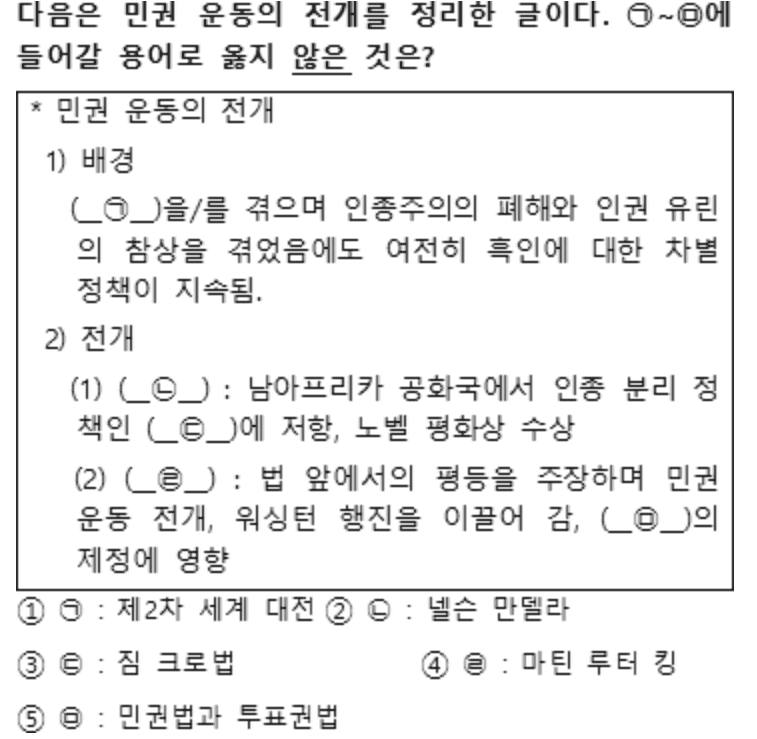 다음은 민권 운동의 전개를 정리한 글이다. ㉠~㉤에
들어갈 용어로 옳지 않은 것은?
* 민권 운동의 전개
1) 배경
(_㉠_)을/를 겪으며 인종주의의 폐해와 인권 유린
의 참상을 겪었음에도 여전히 흑인에 대한 차별
정책이 지속됨.
2) 전개
(1) (_㉡_) : 남아프리카 공화국에서 인종 분리 정
책인 (_㉢_)에 저항, 노벨 평화상 수상
(2) (_㉣_) : 법 앞에서의 평등을 주장하며 민권
운동 전개, 워싱턴 행진을 이끌어 감, (_㉤_)의
제정에 영향
① ㉠ : 제2차 세계 대전 ② ㉡ : 넬슨 만델라
③ ㉢ : 짐 크로법 ④ ㉣ : 마틴 루터 킹
⑤ ㉤ : 민권법과 투표권법